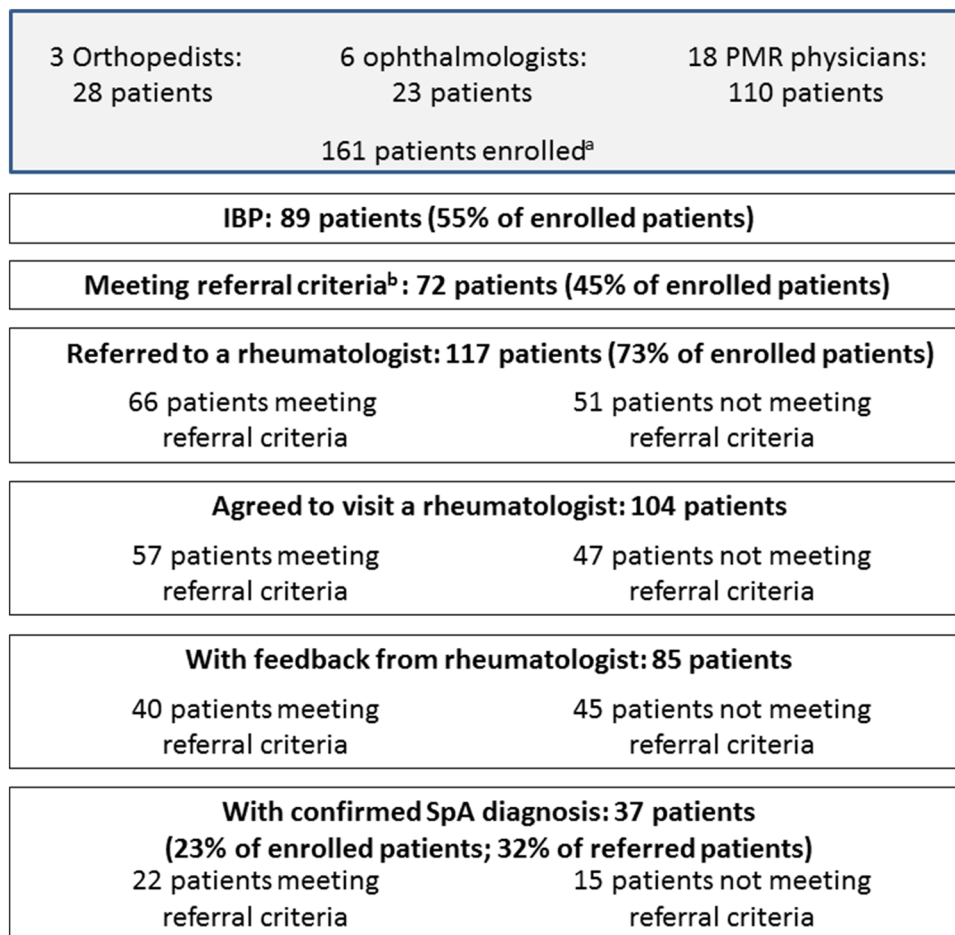 3 Orthopedists: 6 ophthalmologists: 18 PMR physicians:
28 patients 23 patients 110 patients
161 patients enrolledᵃ
IBP: 89 patients (55% of enrolled patients)
Meeting referral criteriaᵇ : 72 patients (45% of enrolled patients)
Referred to a rheumatologist: 117 patients (73% of enrolled patients)
66 patients meeting 51 patients not meeting
referral criteria referral criteria
Agreed to visit a rheumatologist: 104 patients
57 patients meeting 47 patients not meeting
referral criteria referral criteria
With feedback from rheumatologist: 85 patients
40 patients meeting 45 patients not meeting
referral criteria referral criteria
With confirmed SpA diagnosis: 37 patients
(23% of enrolled patients; 32% of referred patients)
22 patients meeting 15 patients not meeting
referral criteria referral criteria